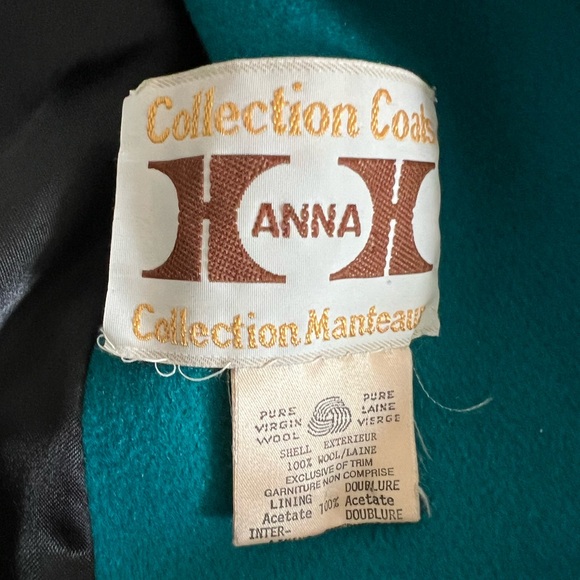 Collection Coats
H ANNA H
Collection Manteaux
PURE VIRGIN WOOL
PURE LAINE VIERGE
SHELL EXTERIEUR
100% WOOL/LAINE
EXCLUSIVE OF TRIM
GARNITURE NON COMPRISE
LINING DOUBLURE
Acetate 100% Acetate
INTER- DOUBLURE